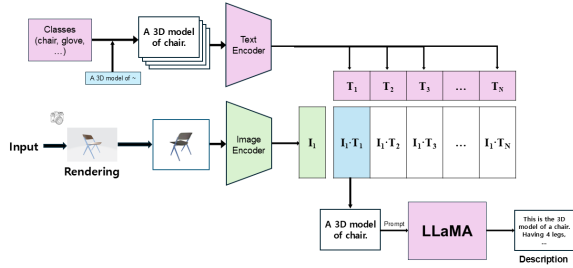 Classes
(chair, glove,
...)
A 3D model of ~
A 3D model
of chair.
Text
Encoder
T1 T2 T3 ... TN
Input
Rendering
Image
Encoder
I1
I1·T1 I1·T2 I1·T3 ... I1·TN
A 3D model
of chair.
Prompt
LLaMA
This is the 3D
model of a chair.
Having 4 legs.
...
Description